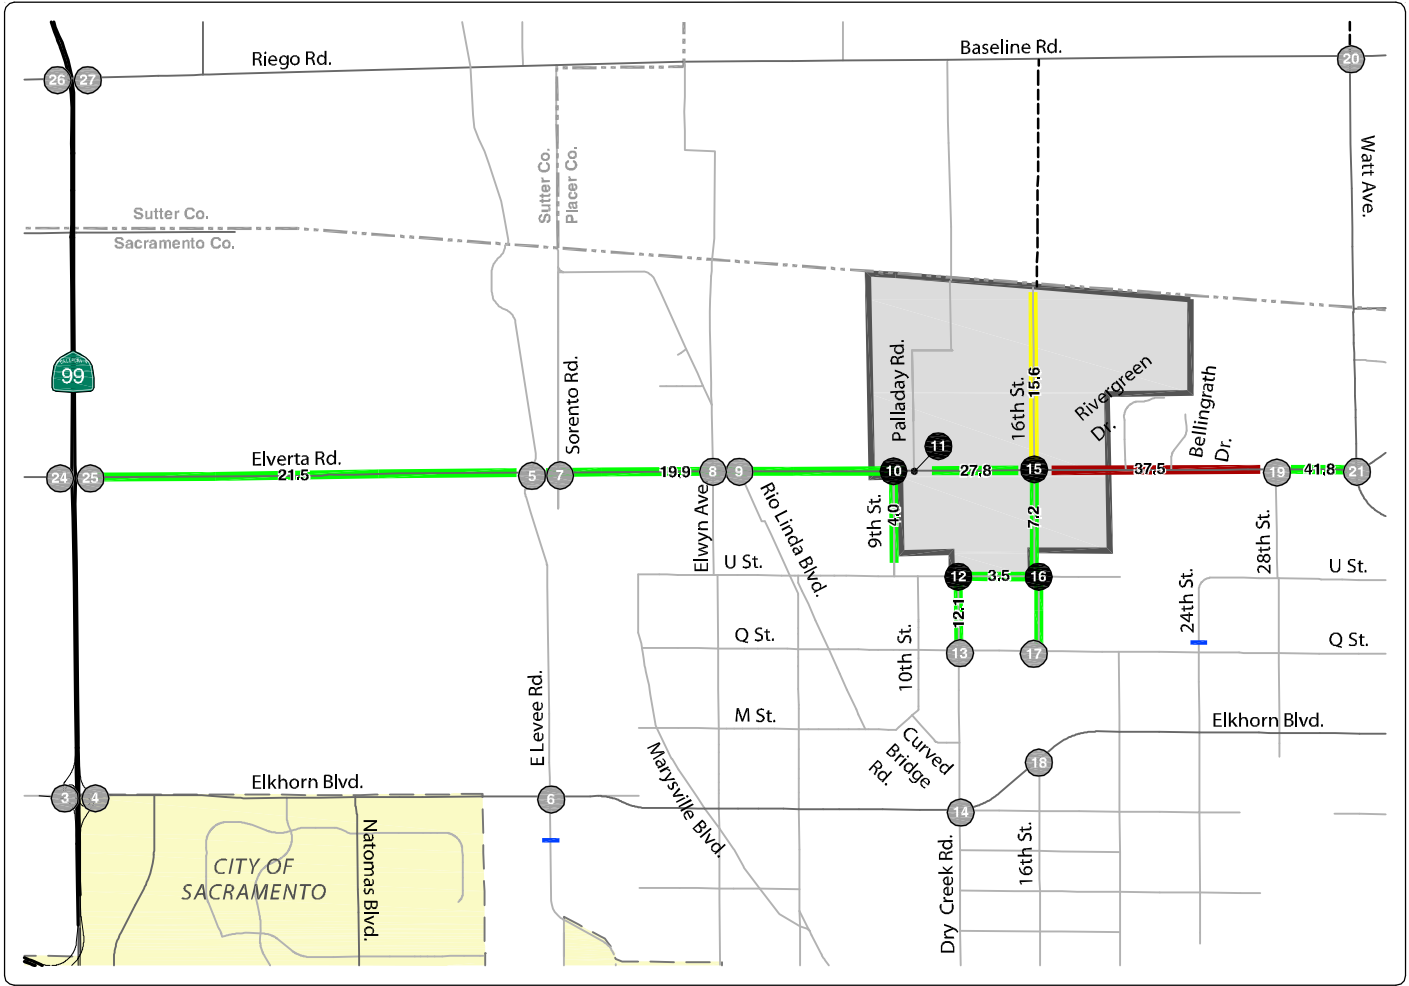 Riego Rd.
Baseline Rd.
26
27
20
Watt Ave.
Sutter Co.
Placer Co.
Sutter Co.
Sacramento Co.
99
Sorento Rd.
Palladay Rd.
16th St.
15.6
Rivergreen
Dr.
Bellingrath
Dr.
11
Elverta Rd.
24
25
21.5
5
7
19.9
8
9
10
27.8
15
37.5
19
41.8
21
Elwyn Ave.
Rio Linda Blvd.
9th St.
4.0
7.2
28th St.
U St.
12
3.5
16
U St.
12.1
24th St.
Q St.
13
17
Q St.
10th St.
E Levee Rd.
M St.
Elkhorn Blvd.
Curved
Bridge
Rd.
18
Elkhorn Blvd.
3
4
6
14
Marysville Blvd.
Natomas Blvd.
CITY OF
SACRAMENTO
Dry Creek Rd.
16th St.